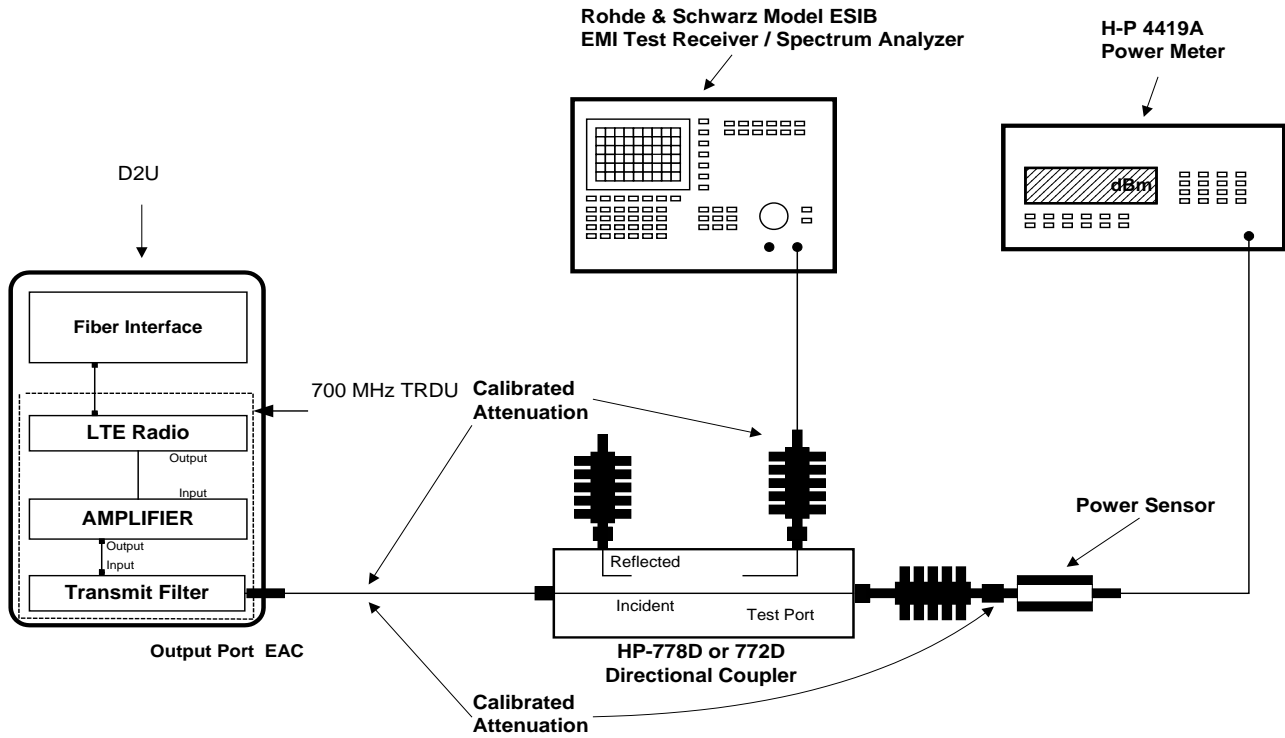 Rohde & Schwarz Model ESIB
EMI Test Receiver / Spectrum Analyzer
H-P 4419A
Power Meter
dBm
D2U
Fiber Interface
700 MHz TRDU
Calibrated
Attenuation
LTE Radio
Output
Input
AMPLIFIER
Output
Input
Transmit Filter
Output Port EAC
Reflected
Incident
Test Port
HP-778D or 772D
Directional Coupler
Power Sensor
Calibrated
Attenuation